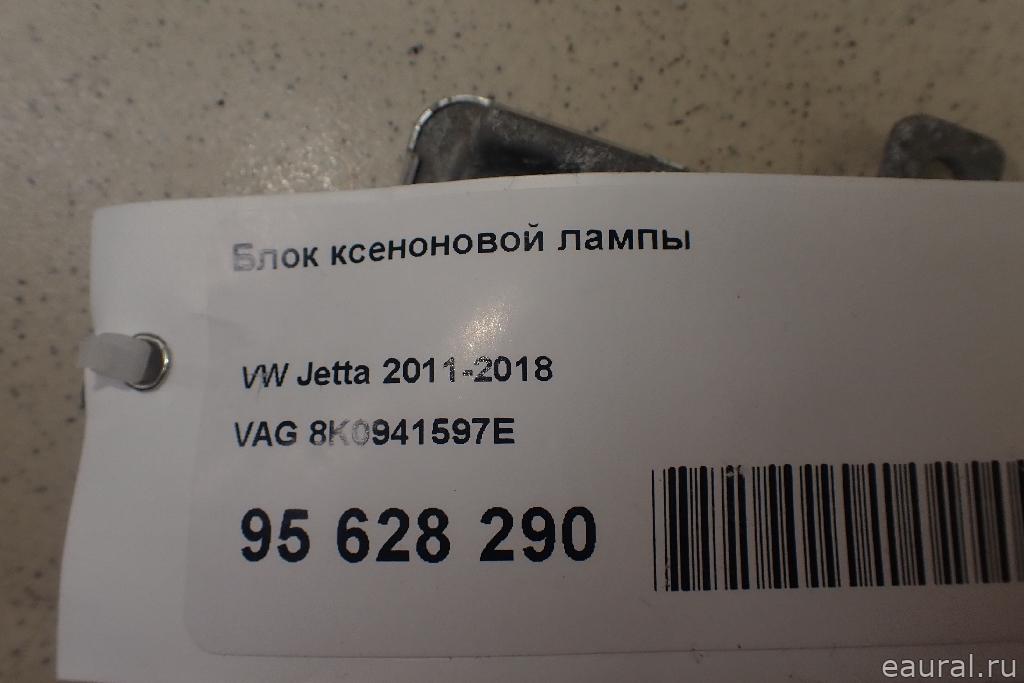 Блок ксеноновой лампы
VW Jetta 2011-2018
VAG 8K0941597E
95 628 290
eaural.ru